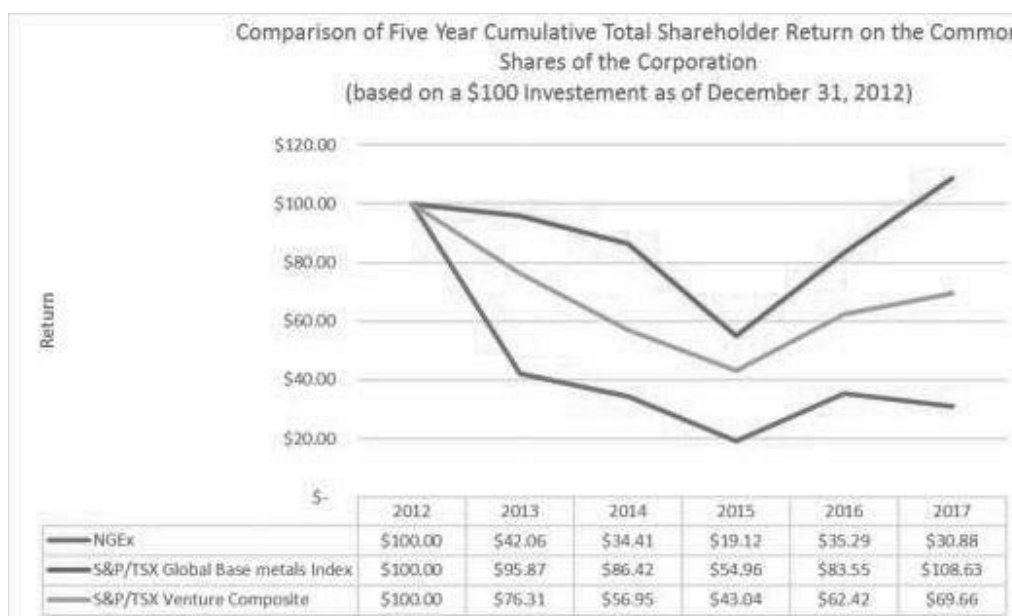 Comparison of Five Year Cumulative Total Shareholder Return on the Common
Shares of the Corporation
(based on a $100 Investement as of December 31, 2012)
$120.00
$100.00
$80.00
$60.00
$40.00
$20.00
$-
Return
2012 2013 2014 2015 2016 2017
NGEx $100.00 $42.06 $34.41 $19.12 $35.29 $30.88
S&P/TSX Global Base metals Index $100.00 $95.87 $86.42 $54.96 $83.55 $108.63
S&P/TSX Venture Composite $100.00 $76.31 $56.95 $43.04 $62.42 $69.66